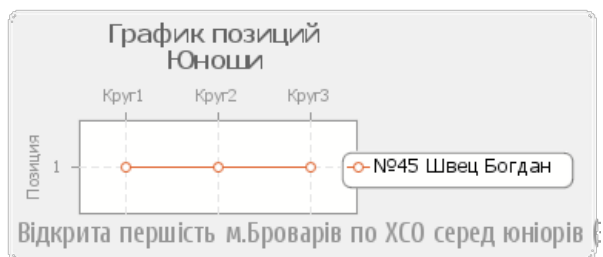 График позиций
Юноши
Круг1 Круг2 Круг3
Позиция
1
№45 Швец Богдан
Відкрита першість м.Броварів по ХСО серед юніорів